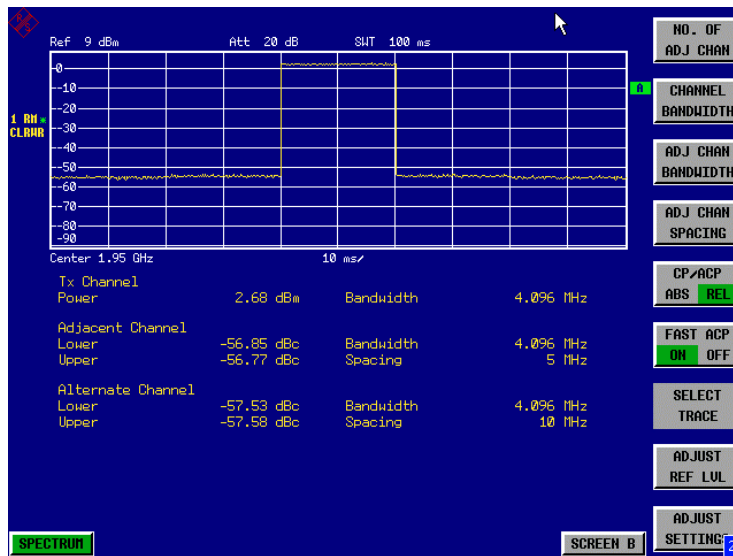 Ref 9 dBm Att 20 dB SWT 100 ms
-0
-10
A
-20
1 RM *
CLRWR
-30
-40
-50
-60
-70
-80
-90
Center 1.95 GHz 10 ms/
Tx Channel
Power 2.68 dBm Bandwidth 4.096 MHz
Adjacent Channel
Lower -56.85 dBc Bandwidth 4.096 MHz
Upper -56.77 dBc Spacing 5 MHz
Alternate Channel
Lower -57.53 dBc Bandwidth 4.096 MHz
Upper -57.58 dBc Spacing 10 MHz
SPECTRUM
SCREEN B
NO. OF
ADJ CHAN
CHANNEL
BANDWIDTH
ADJ CHAN
BANDWIDTH
ADJ CHAN
SPACING
CP/ACP
ABS REL
FAST ACP
ON OFF
SELECT
TRACE
ADJUST
REF LVL
ADJUST
SETTING
2